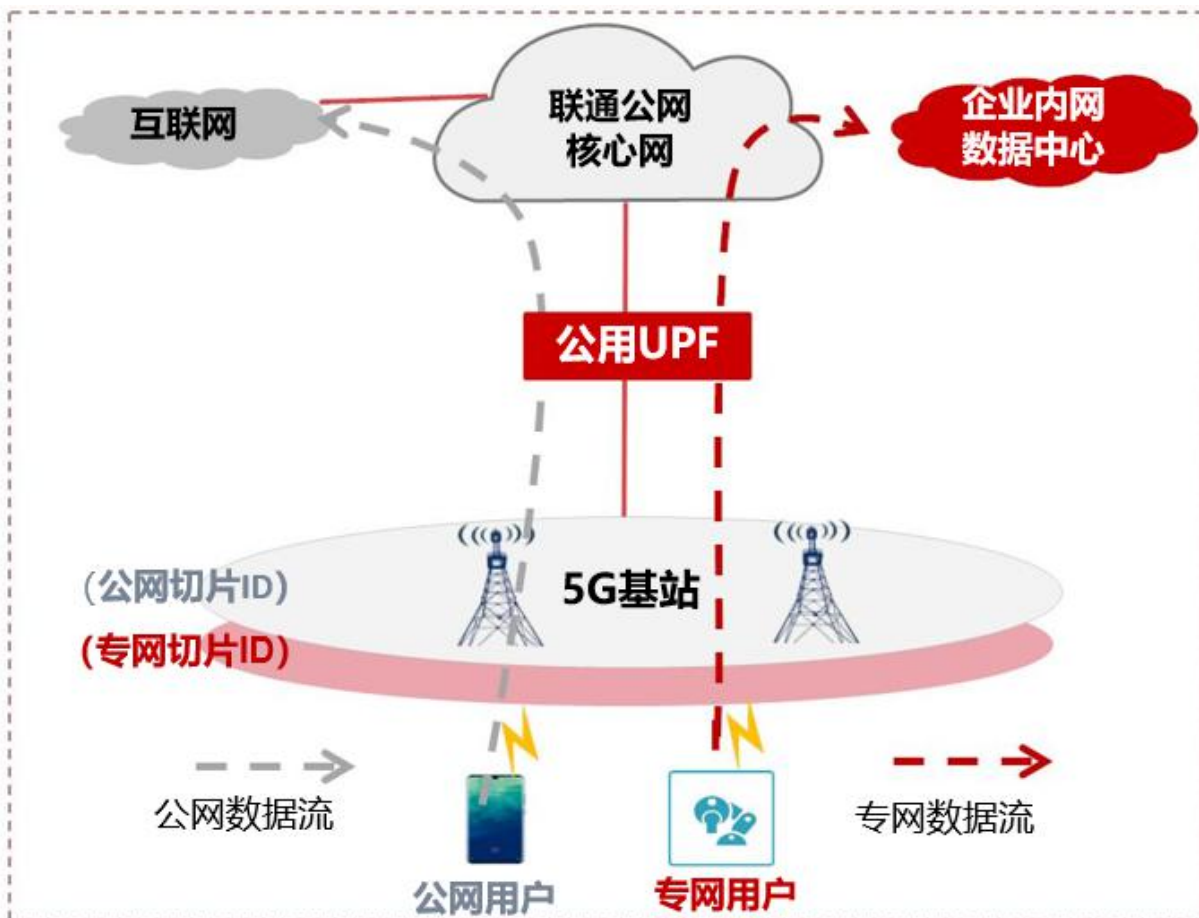 互联网
联通公网
核心网
企业内网
数据中心
公用UPF
(公网切片ID)
5G基站
(专网切片ID)
公网数据流
专网数据流
公网用户
专网用户